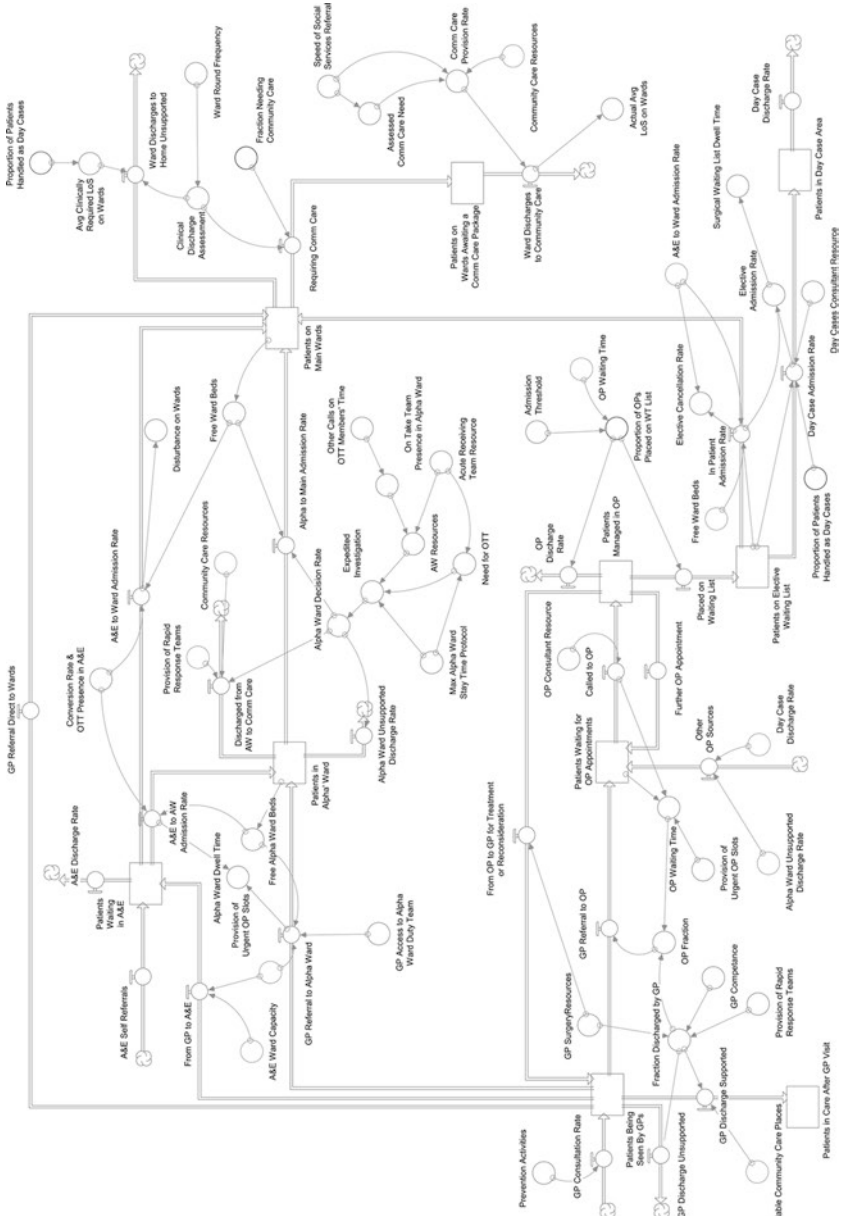 GP Referral Direct to Wards
A&E Self Referrals
Patients
Waiting
in A&E
A&E Discharge Rate
Conversion Rate &
OTT Presence in A&E
A&E to Ward Admission Rate
Disturbance on Wards
Proportion of Patients
Handled as Day Cases
Avg Clinically
Required LoS
on Wards
Ward Discharges to
Home Unsupported
Clinical
Discharge
Assessment
Ward Round Frequency
From GP to A&E
A&E Ward Capacity
A&E to AW
Admission Rate
Alpha Ward Dwell Time
Provision of
Urgent OP Slots
Free Alpha Ward Beds
GP Referral to Alpha Ward
GP Access to Alpha
Ward Duty Team
Provision of Rapid
Response Teams
Community Care Resources
Discharged from
AW to Comm Care
Patients in
Alpha' Ward
Alpha Ward Unsupported
Discharge Rate
Alpha Ward Decision Rate
Alpha to Main Admission Rate
Free Ward Beds
Patients on
Main Wards
Fraction Needing
Community Care
Requiring Comm Care
Expedited
Investigation
Other Calls on
OTT Members' Time
On Take Team
Presence in Alpha Ward
AW Resources
Acute Receiving
Team Resource
Need for OTT
Max Alpha Ward
Stay Time Protocol
Patients on
Wards Awaiting a
Comm Care Package
Speed of Social
Services Referral
Assessed
Comm Care Need
Comm Care
Provision Rate
Community Care Resources
Ward Discharges
to Community Care
Actual Avg
LoS on Wards
Prevention Activities
GP Consultation Rate
Patients Being
Seen By GPs
GP Discharge Unsupported
GP SurgeryResources
From OP to GP for Treatment
or Reconsideration
GP Referral to OP
OP Fraction
Fraction Discharged by GP
GP Competance
Provision of Rapid
Response Teams
GP Discharge Supported
able Community Care Places
Patients in Care After GP Visit
Patients Waiting for
OP Appointments
OP Waiting Time
Provision of
Urgent OP Slots
Other
OP Sources
Alpha Ward Unsupported
Discharge Rate
Day Case
Discharge Rate
OP Consultant Resource
Called to OP
Further OP Appointment
OP
Discharge
Rate
Patients
Managed in OP
Admission
Threshold
OP Waiting Time
Proportion of OPs
Placed on WT List
Placed on
Waiting List
Patients on Elective
Waiting List
Free Ward Beds
In Patient
Admission Rate
Elective Cancellation Rate
A&E to Ward Admission Rate
Elective
Admission Rate
Surgical Waiting List Dwell Time
Proportion of Patients
Handled as Day Cases
Day Case Admission Rate
Day Cases Consultant Resource
Patients in Day Case Area
Day Case
Discharge Rate